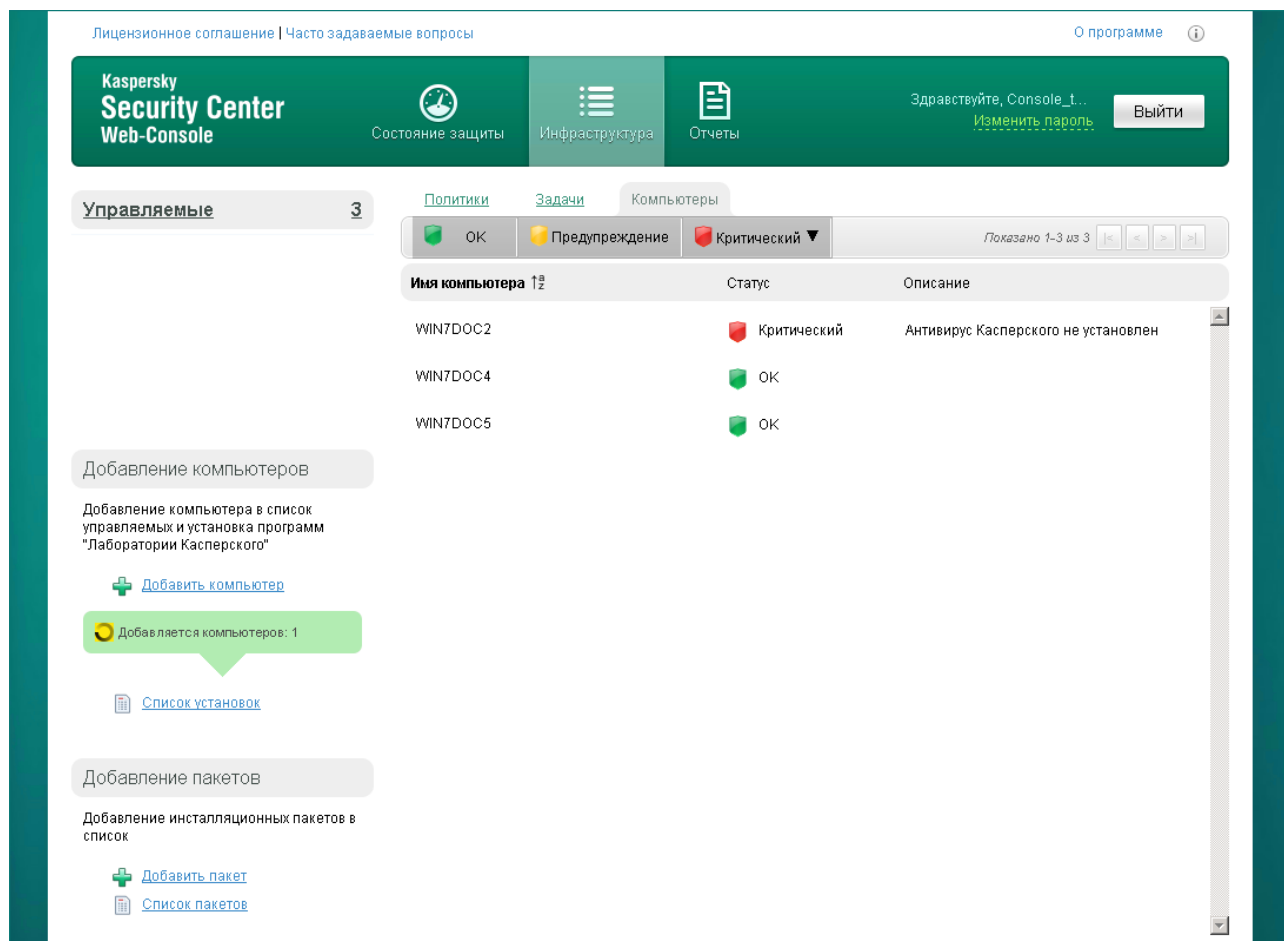 Лицензионное соглашение | Часто задаваемые вопросы
О программе
Kaspersky
Security Center
Web-Console
Состояние защиты
Инфраструктура
Отчеты
Здравствуйте, Console_t...
Изменить пароль
Выйти
Управляемые 3
Политики Задачи Компьютеры
OK Предупреждение Критический ▼ Показано 1-3 из 3 |< < > >|
Имя компьютера Статус Описание
WIN7DOC2 Критический Антивирус Касперского не установлен
WIN7DOC4 OK
WIN7DOC5 OK
Добавление компьютеров
Добавление компьютера в список
управляемых и установка программ
"Лаборатории Касперского"
Добавить компьютер
Добавляется компьютеров: 1
Список установок
Добавление пакетов
Добавление инсталляционных пакетов в
список
Добавить пакет
Список пакетов